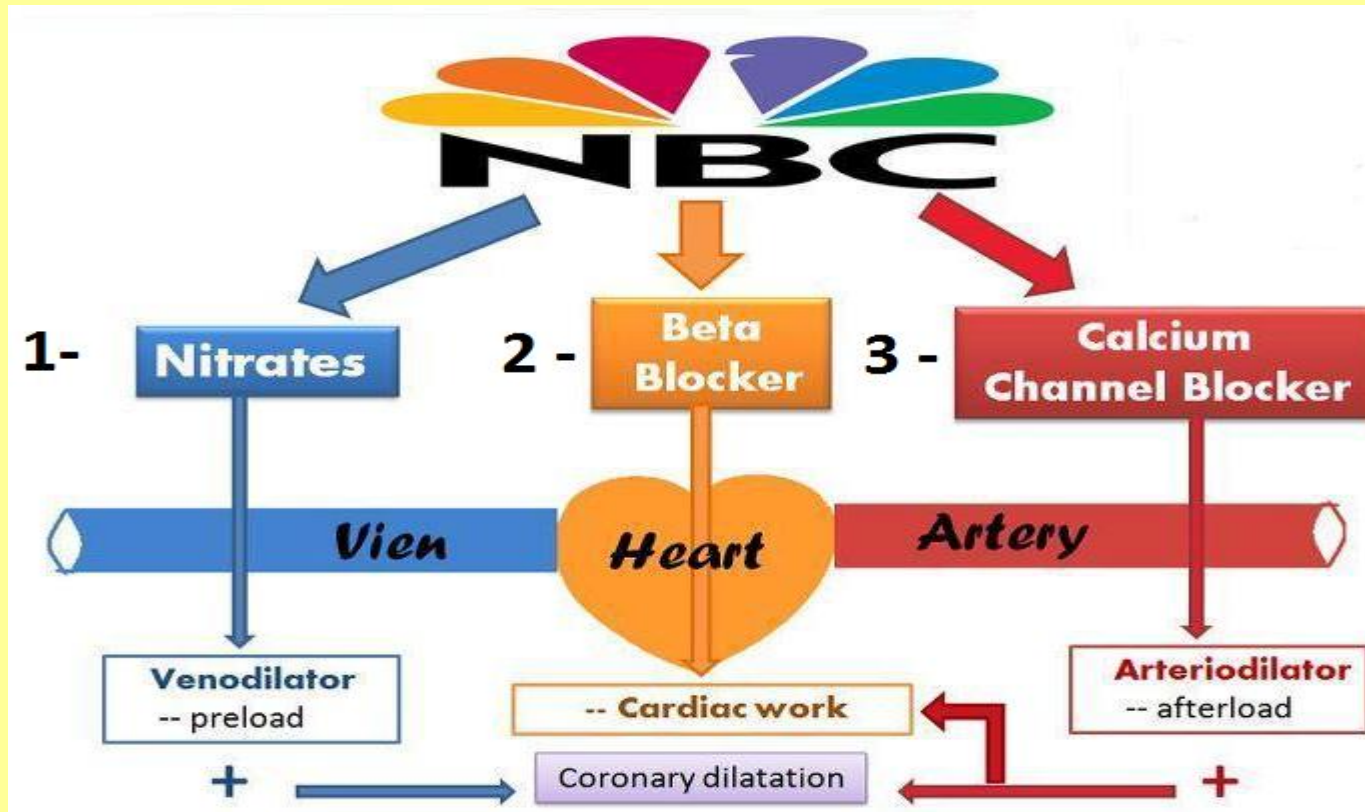 NBC
1-
Nitrates
2 -
Beta
Blocker
3 -
Calcium
Channel Blocker
Vien
Heart
Artery
Venodilator
-- preload
-- Cardiac work
Arteriodilator
-- afterload
+
Coronary dilatation
+